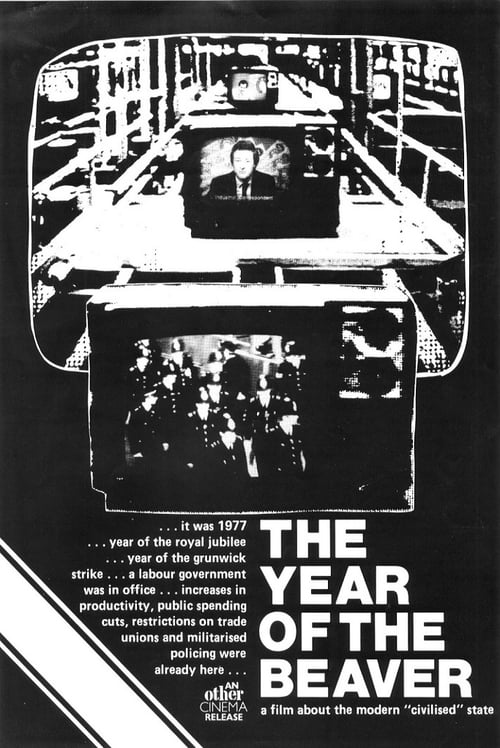 industrial correspondent
. . . it was 1977
. . . year of the royal jubilee
. . . year of the grunwick
strike . . . a labour government
was in office . . . increases in
productivity, public spending
cuts, restrictions on trade
unions and militarised
policing were
already here . . .
AN
other
CINEMA
RELEASE
THE
YEAR
OF THE
BEAVER
a film about the modern "civilised" state